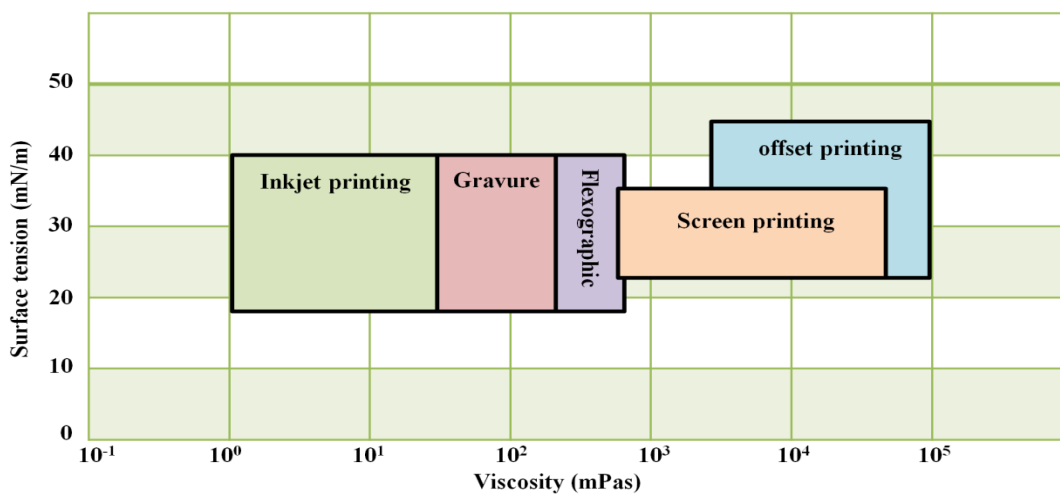 Surface tension (mN/m)
50
40
30
20
10
0
Inkjet printing
Gravure
Flexographic
Screen printing
offset printing
10⁻¹ 10⁰ 10¹ 10² 10³ 10⁴ 10⁵
Viscosity (mPas)